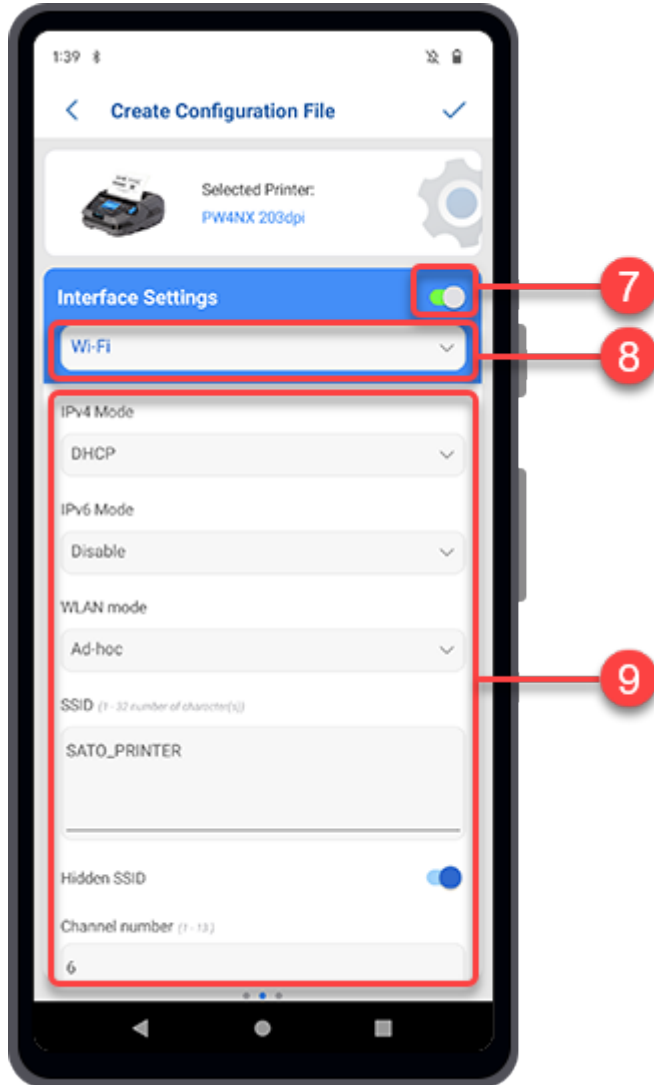 1:39
Create Configuration File
Selected Printer:
PW4NX 203dpi
Interface Settings
7
Wi-Fi
8
IPv4 Mode
DHCP
IPv6 Mode
Disable
WLAN mode
Ad-hoc
SSID (1 - 32 number of character(s))
9
SATO_PRINTER
Hidden SSID
Channel number (1 - 13)
6